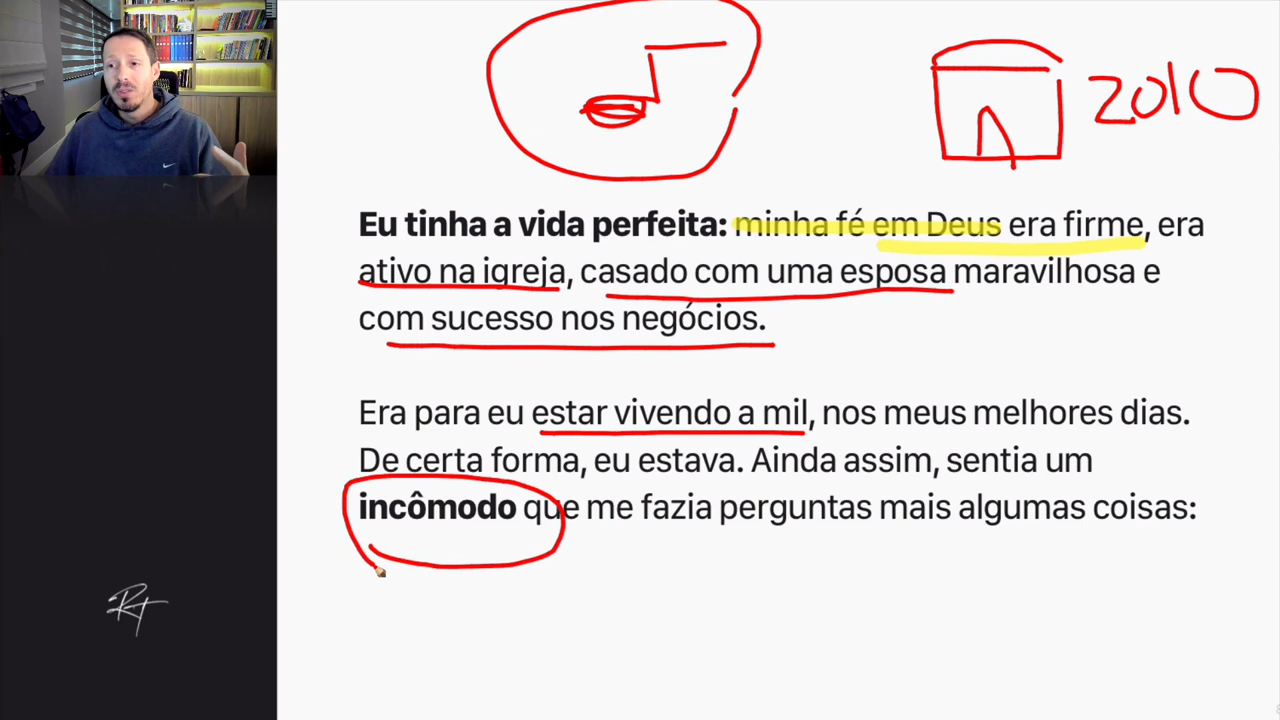 2010
Eu tinha a vida perfeita: minha fé em Deus era firme, era
ativo na igreja, casado com uma esposa maravilhosa e
com sucesso nos negócios.
Era para eu estar vivendo a mil, nos meus melhores dias.
De certa forma, eu estava. Ainda assim, sentia um
incômodo que me fazia perguntas mais algumas coisas:
RT